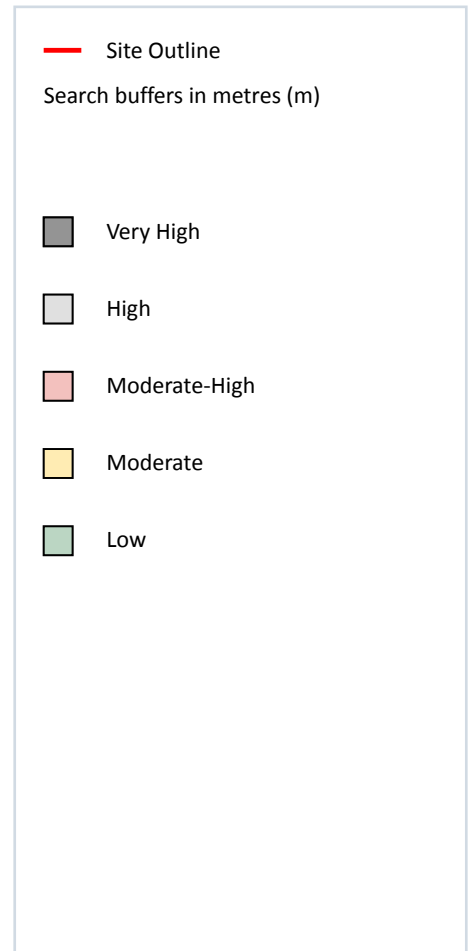 Site Outline
Search buffers in metres (m)
Very High
High
Moderate-High
Moderate
Low